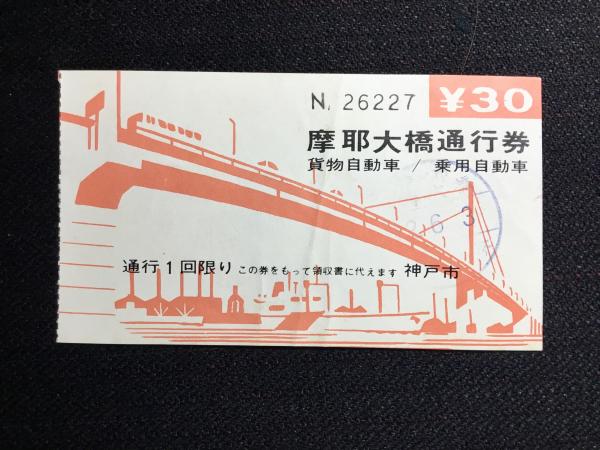 N. 26227 ¥30
摩耶大橋通行券
貨物自動車 / 乗用自動車
6. 3
通行1回限り この券をもって領収書に代えます 神戸市